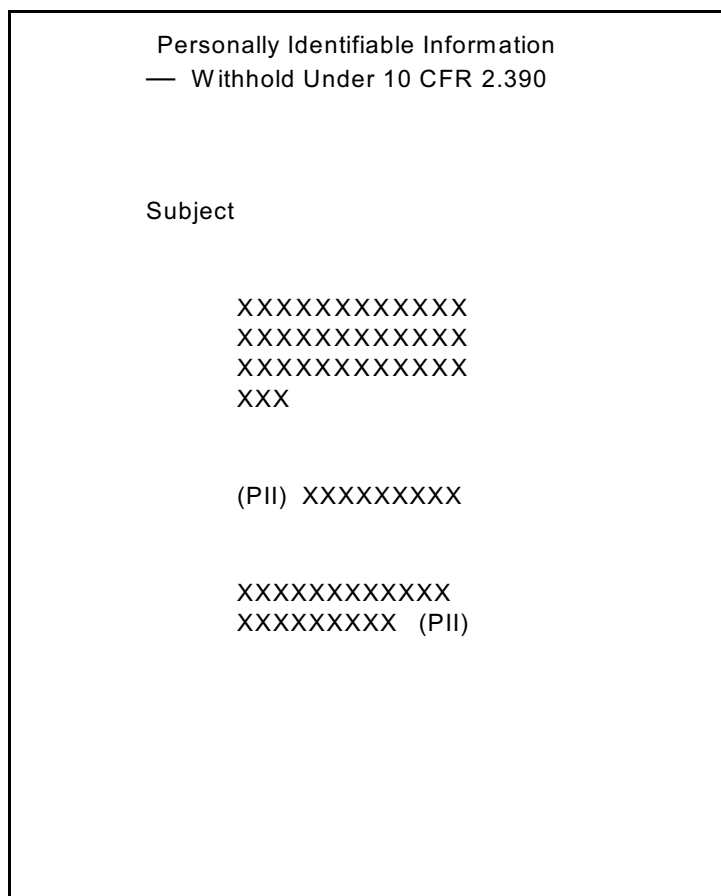 Personally Identifiable Information
— Withhold Under 10 CFR 2.390
Subject
XXXXXXXXXXXX
XXXXXXXXXXXX
XXXXXXXXXXXX
XXX
(PII) XXXXXXXXX
XXXXXXXXXXXX
XXXXXXXXX (PII)